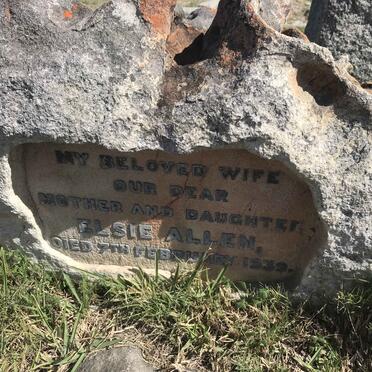 MY BELOVED WIFE
OUR DEAR
MOTHER AND DAUGHTER,
ELSIE ALLEN,
DIED 7TH FEBRUARY 1939.